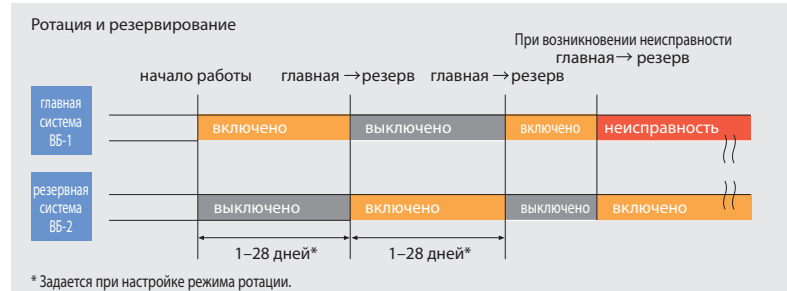 Ротация и резервирование
При возникновении неисправности
главная→ резерв
начало работы главная →резерв главная →резерв
главная
система
ВБ-1
включено выключено включено неисправность
резервная
система
ВБ-2
выключено включено выключено включено
1–28 дней* 1–28 дней*
* Задается при настройке режима ротации.